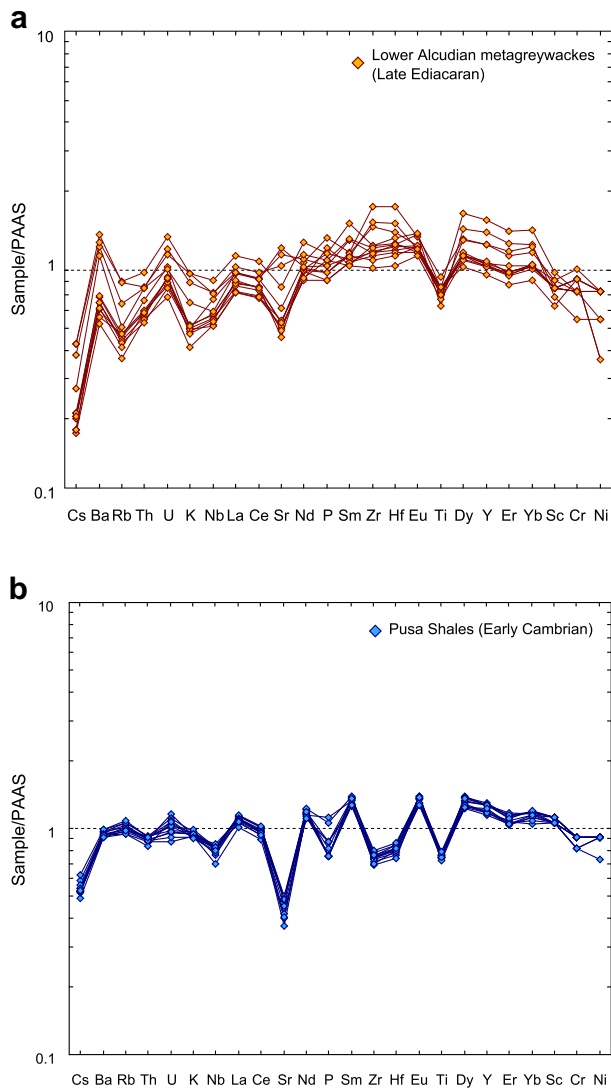 a
10
Lower Alcudian metagreywackes
(Late Ediacaran)
Sample/PAAS
1
0.1
Cs Ba Rb Th U K Nb La Ce Sr Nd P Sm Zr Hf Eu Ti Dy Y Er Yb Sc Cr Ni
b
10
Pusa Shales (Early Cambrian)
Sample/PAAS
1
0.1
Cs Ba Rb Th U K Nb La Ce Sr Nd P Sm Zr Hf Eu Ti Dy Y Er Yb Sc Cr Ni